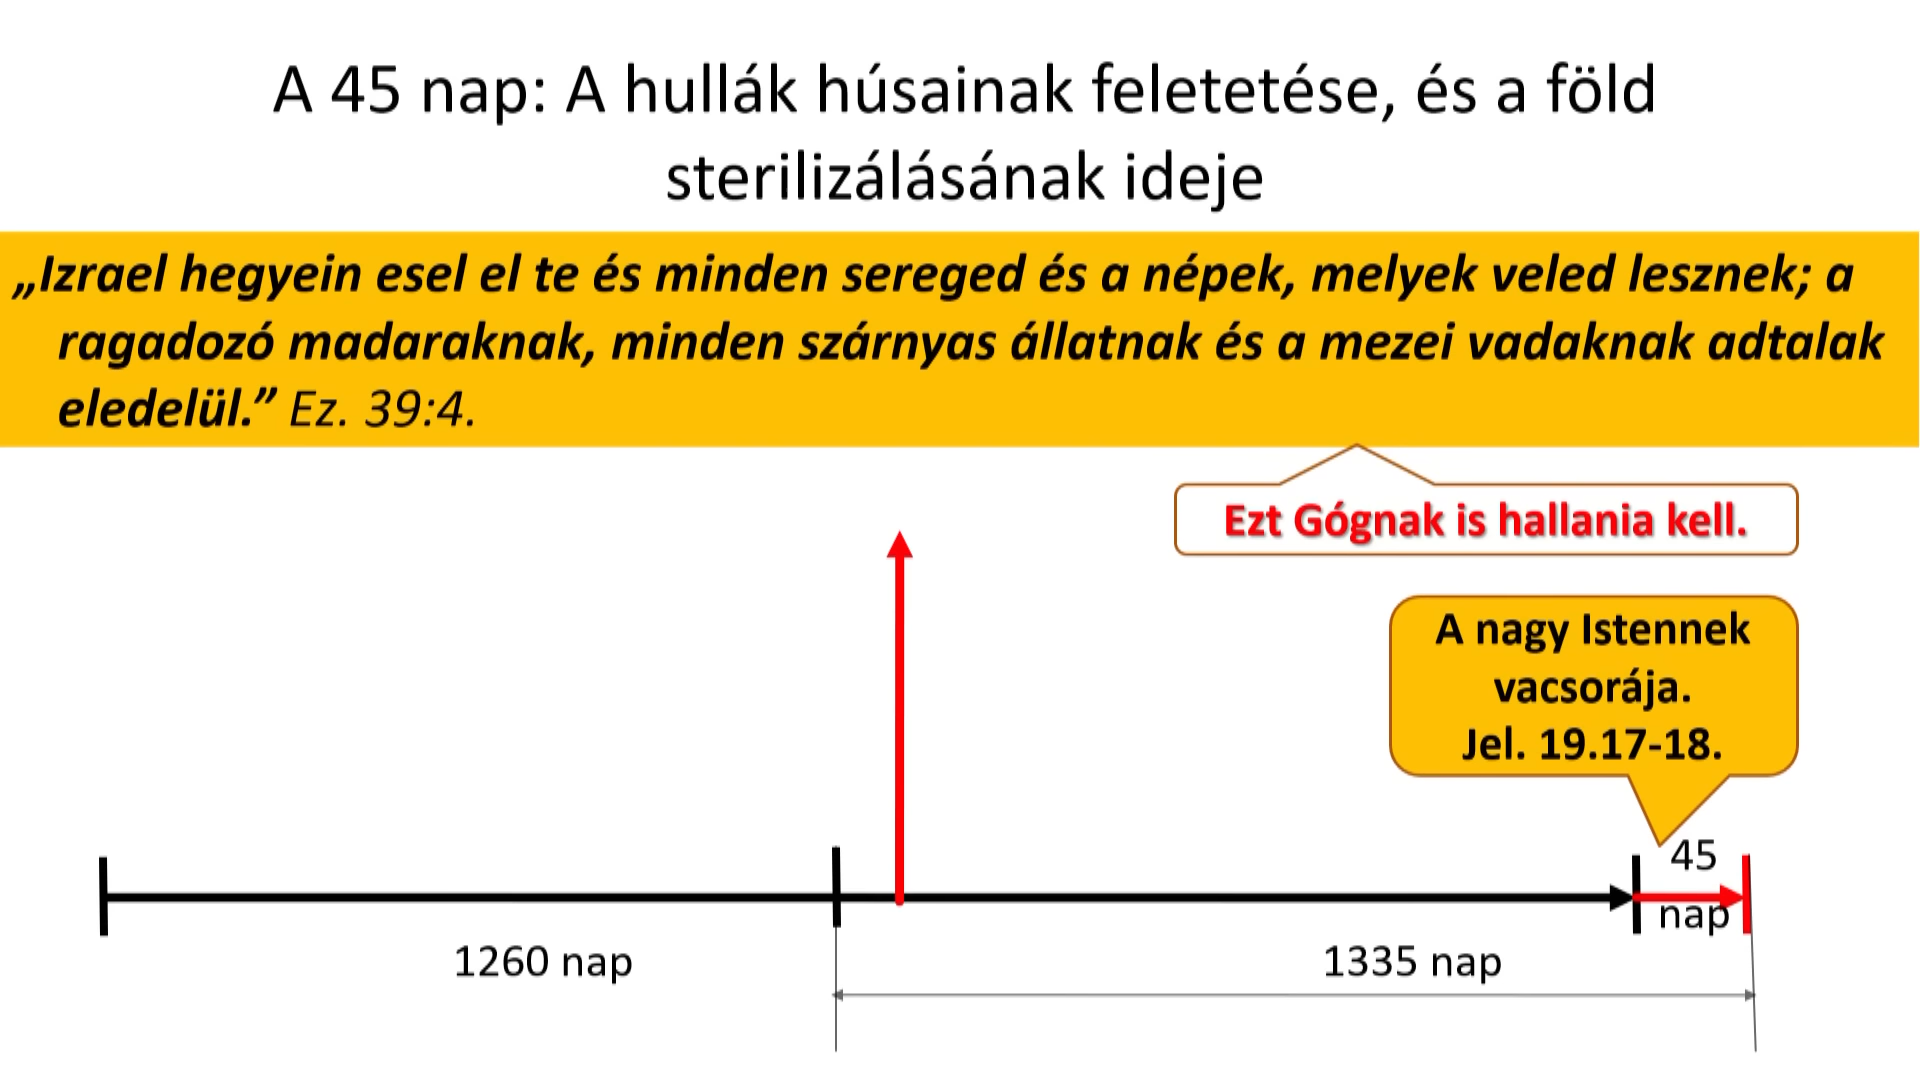 A 45 nap: A hullák húsainak feletetése, és a föld
sterilizálásának ideje
„Izrael hegyein esel el te és minden sereged és a népek, melyek veled lesznek; a
ragadozó madaraknak, minden szárnyas állatnak és a mezei vadaknak adtalak
eledelül.” Ez. 39:4.
Ezt Gógnak is hallania kell.
A nagy Istennek
vacsorája.
Jel. 19.17-18.
45
nap
1260 nap
1335 nap